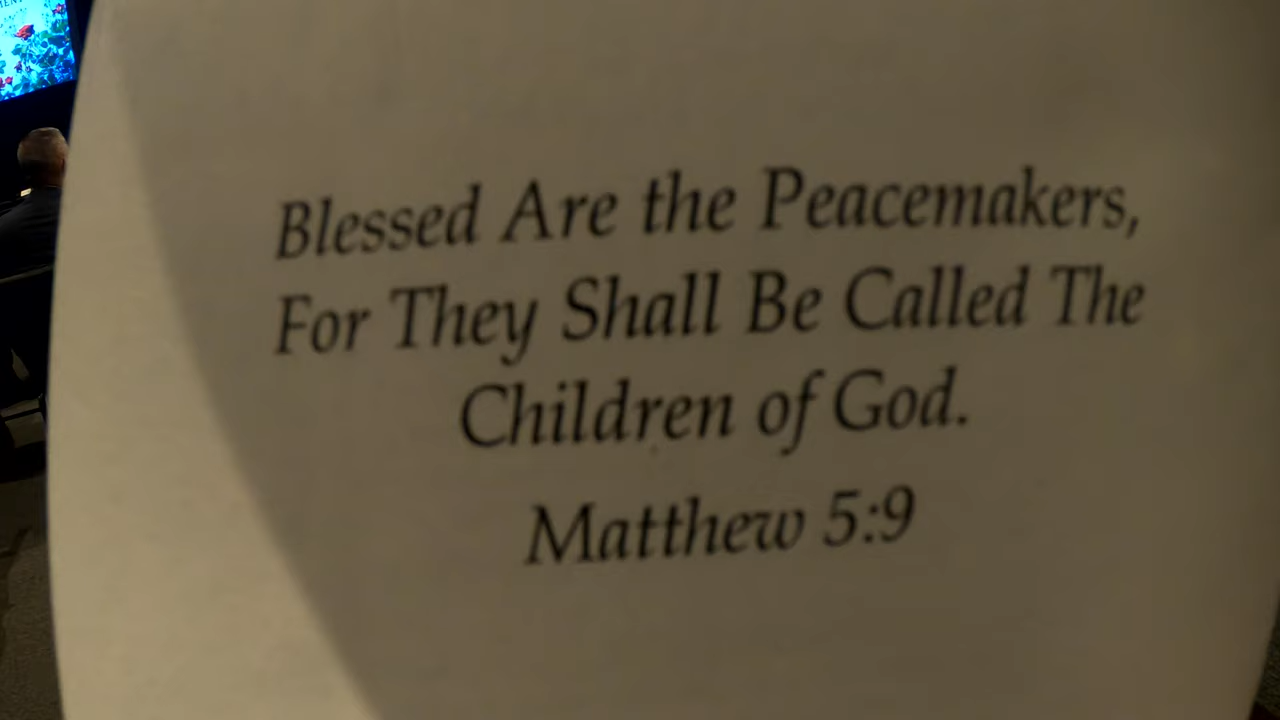 Blessed Are the Peacemakers,
For They Shall Be Called The
Children of God.
Matthew 5:9